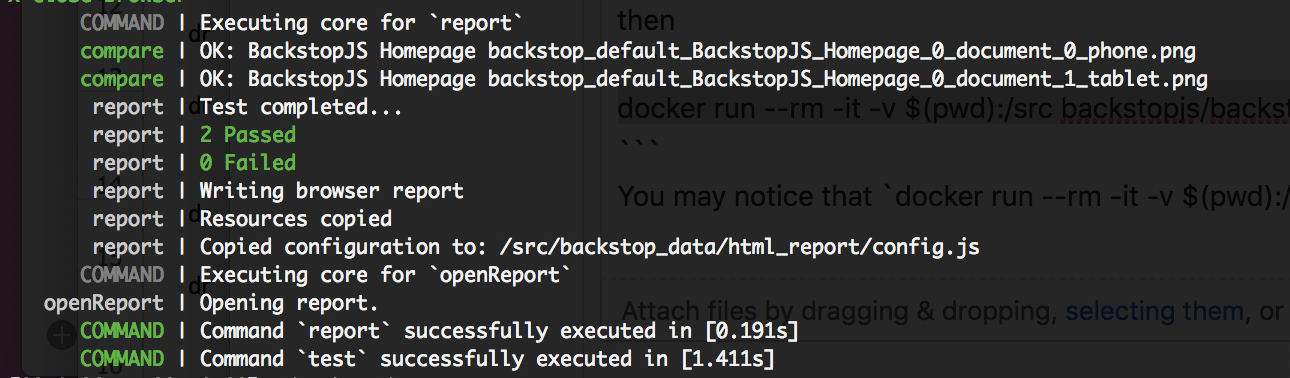 x Close Browser
COMMAND | Executing core for `report`
compare | OK: BackstopJS Homepage backstop_default_BackstopJS_Homepage_0_document_0_phone.png
compare | OK: BackstopJS Homepage backstop_default_BackstopJS_Homepage_0_document_1_tablet.png
report | Test completed...
report | 2 Passed
report | 0 Failed
report | Writing browser report
report | Resources copied
report | Copied configuration to: /src/backstop_data/html_report/config.js
COMMAND | Executing core for `openReport`
openReport | Opening report.
COMMAND | Command `report` successfully executed in [0.191s]
COMMAND | Command `test` successfully executed in [1.411s]
then
docker run --rm -it -v $(pwd):/src backstopjs/backst
```
You may notice that `docker run --rm -it -v $(pwd):/
Attach files by dragging & dropping, selecting them, or